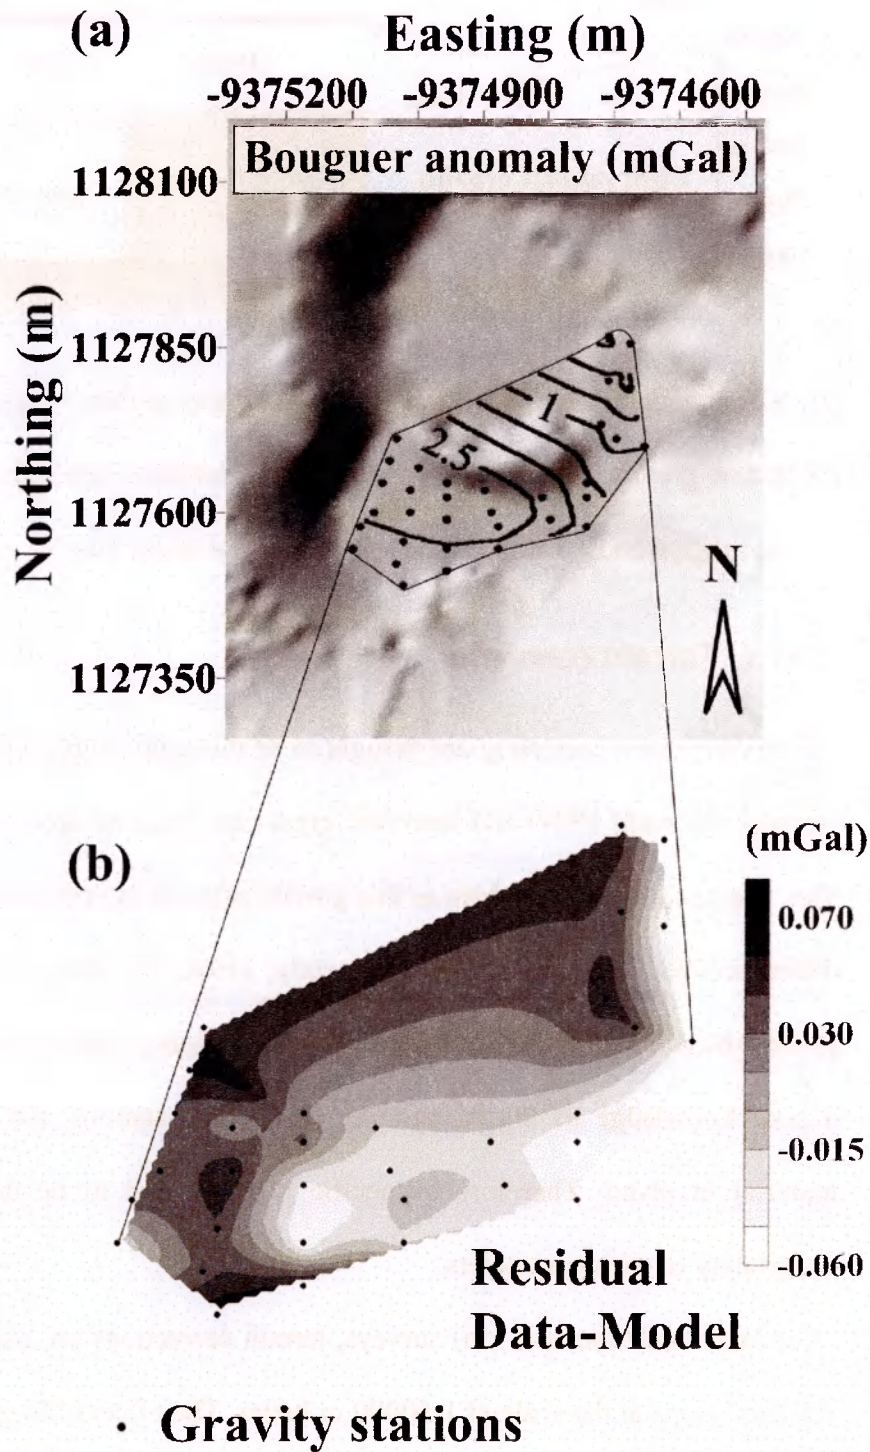 (a) Easting (m)
-9375200 -9374900 -9374600
Bouguer anomaly (mGal)
1128100
1127850
1127600
1127350
Northing (m)
1
2.5
N
(b)
(mGal)
0.070
0.030
-0.015
-0.060
Residual
Data-Model
· Gravity stations